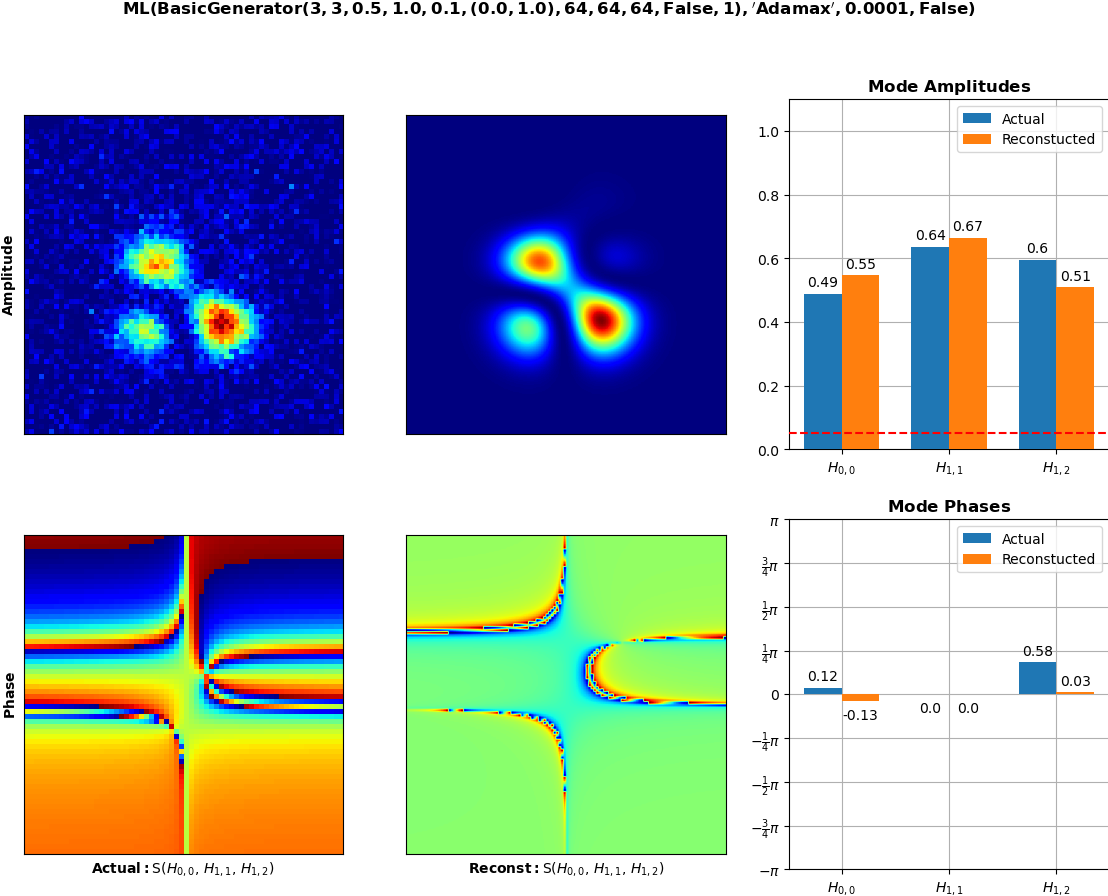 ML(BasicGenerator(3, 3, 0.5, 1.0, 0.1, (0.0, 1.0), 64, 64, 64, False, 1), ′Adamax′, 0.0001, False)
Amplitude
Mode Amplitudes
Actual
Reconstucted
1.0
0.8
0.6
0.4
0.2
0.0
0.49
0.55
0.64
0.67
0.6
0.51
H0,0
H1,1
H1,2
Phase
Actual: S(H0,0, H1,1, H1,2)
Reconst: S(H0,0, H1,1, H1,2)
Mode Phases
Actual
Reconstucted
π
3/4π
1/2π
1/4π
0
−1/4π
−1/2π
−3/4π
−π
0.12
-0.13
0.0
0.0
0.58
0.03
H0,0
H1,1
H1,2